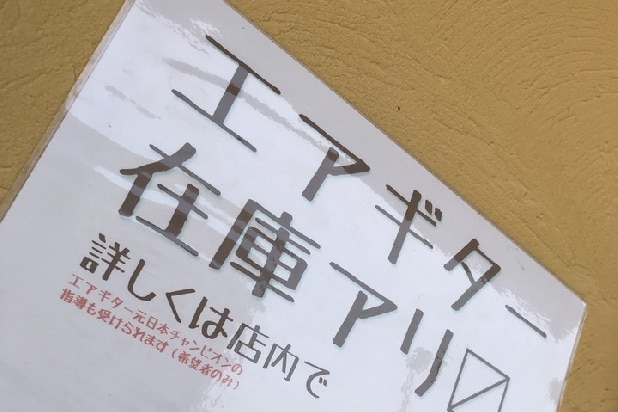 エアギター
在庫アリ〼
詳しくは店内で
エアギター元日本チャンピオンの
指導も受けられます(希望者のみ)